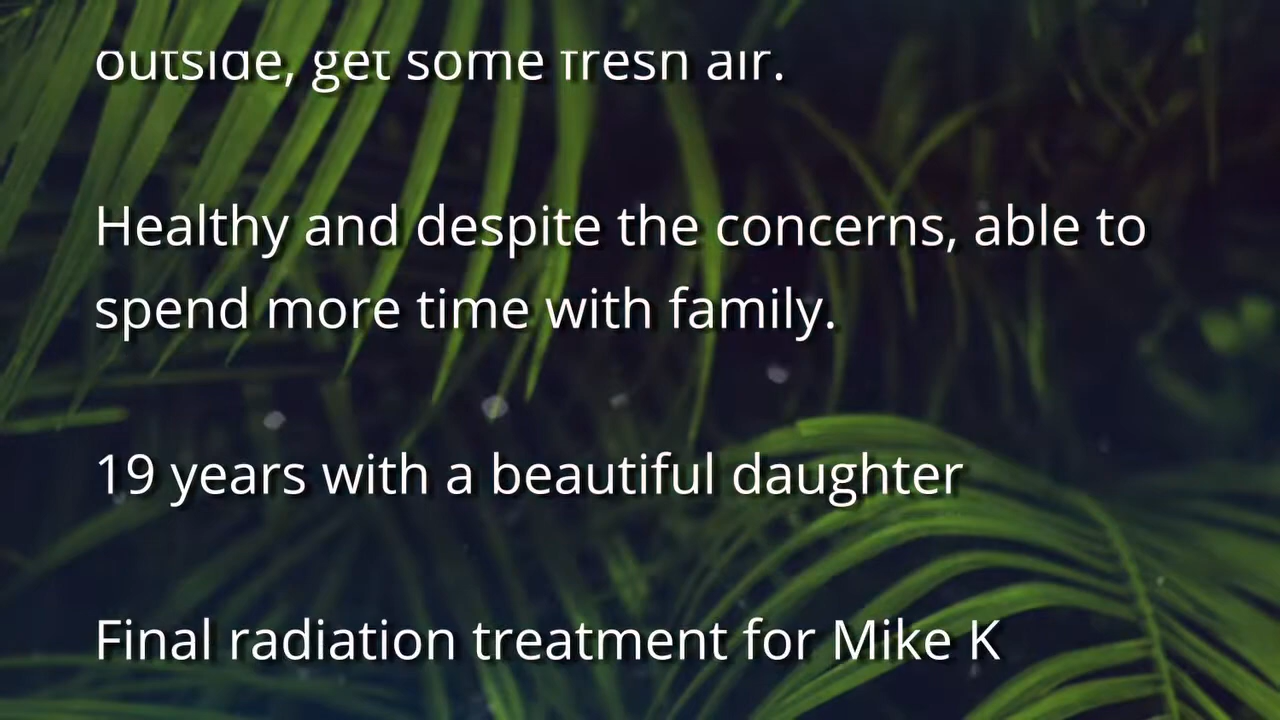 outside, get some fresh air.
Healthy and despite the concerns, able to
spend more time with family.
19 years with a beautiful daughter
Final radiation treatment for Mike K